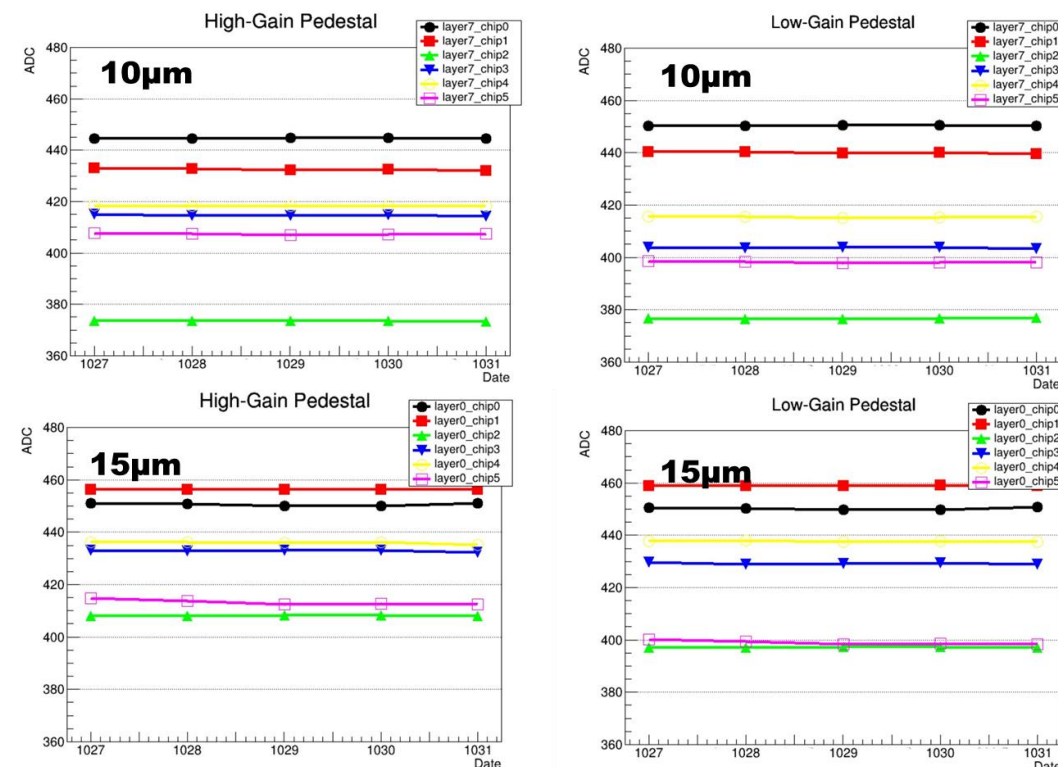 High-Gain Pedestal
layer7_chip0
layer7_chip1
layer7_chip2
layer7_chip3
layer7_chip4
layer7_chip5
ADC
10µm
480
460
440
420
400
380
360
1027 1028 1029 1030 1031
Date
Low-Gain Pedestal
layer7_chip0
layer7_chip1
layer7_chip2
layer7_chip3
layer7_chip4
layer7_chip5
ADC
10µm
480
460
440
420
400
380
360
1027 1028 1029 1030 1031
Date
High-Gain Pedestal
layer0_chip0
layer0_chip1
layer0_chip2
layer0_chip3
layer0_chip4
layer0_chip5
ADC
15µm
480
460
440
420
400
380
360
1027 1028 1029 1030 1031
Date
Low-Gain Pedestal
layer0_chip0
layer0_chip1
layer0_chip2
layer0_chip3
layer0_chip4
layer0_chip5
ADC
15µm
480
460
440
420
400
380
360
1027 1028 1029 1030 1031
Date